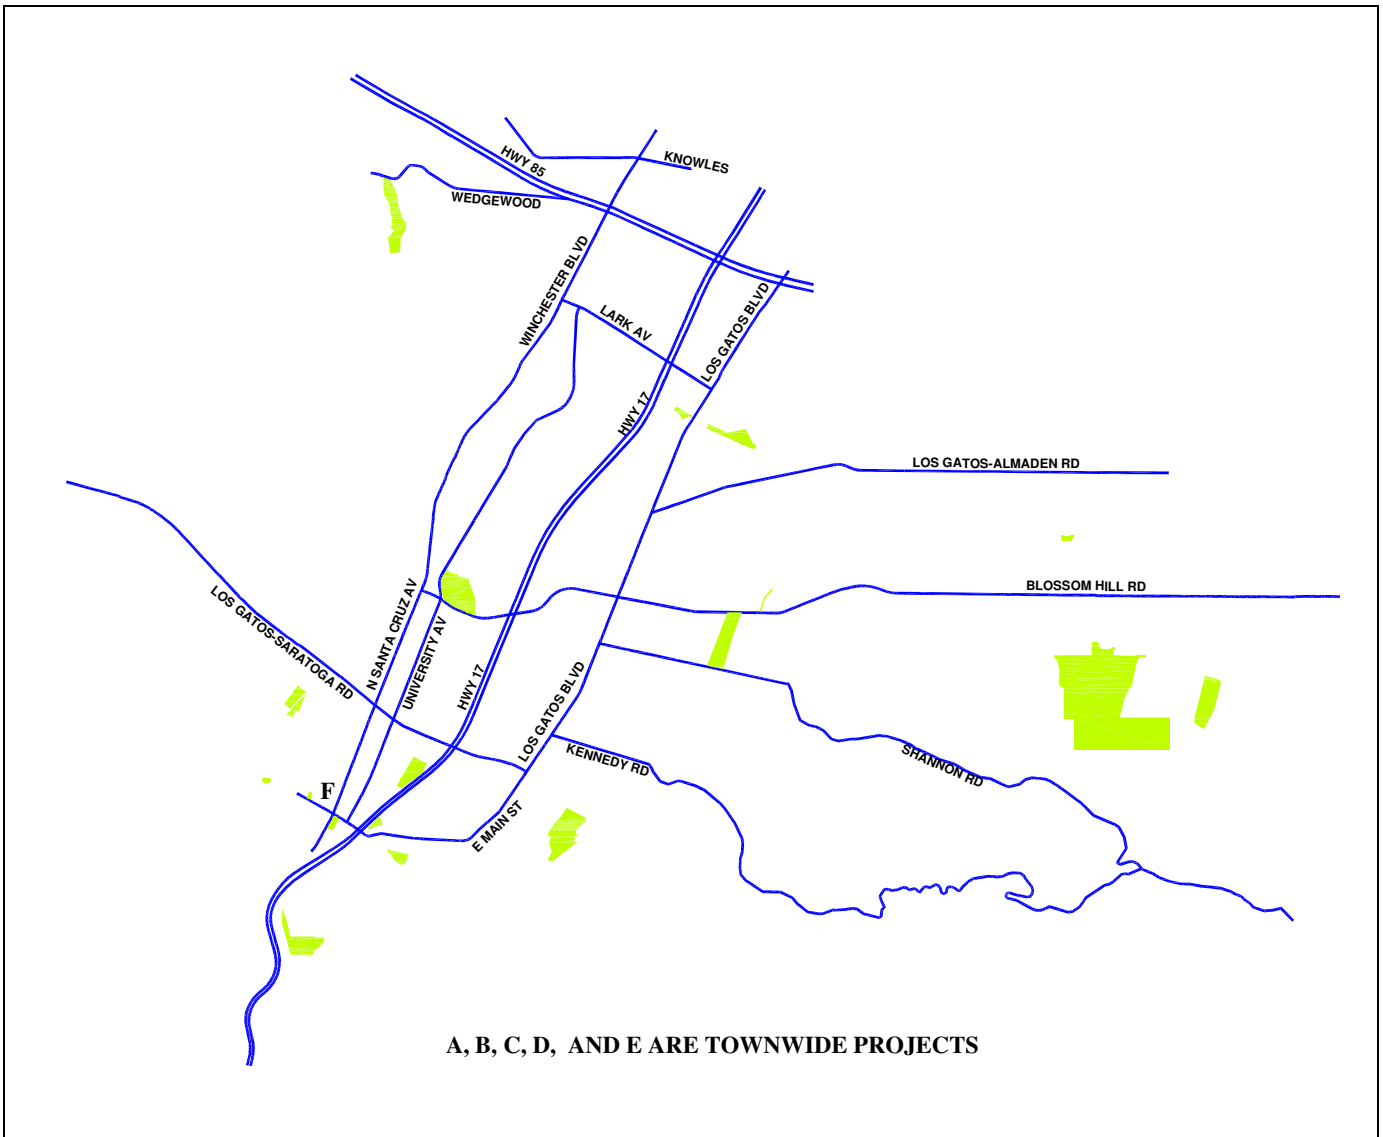 KNOWLES
HWY 85
WEDGEWOOD
WINCHESTER BLVD
LARK AV
LOS GATOS BLVD
HWY 17
LOS GATOS-ALMADEN RD
BLOSSOM HILL RD
N SANTA CRUZ AV
LOS GATOS-SARATOGA RD
UNIVERSITY AV
HWY 17
LOS GATOS BLVD
KENNEDY RD
SHANNON RD
F
E MAIN ST
A, B, C, D, AND E ARE TOWNWIDE PROJECTS